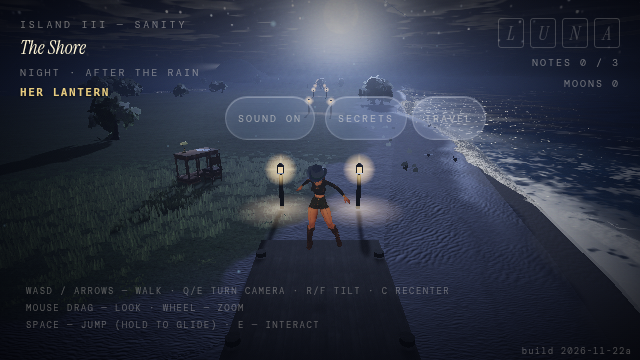 ISLAND III — SANITY
The Shore
NIGHT · AFTER THE RAIN
HER LANTERN
L U N A
NOTES 0 / 3
MOONS 0
SOUND ON
SECRETS
TRAVEL
WASD / ARROWS — WALK · Q/E TURN CAMERA · R/F TILT · C RECENTER
MOUSE DRAG — LOOK · WHEEL — ZOOM
SPACE — JUMP (HOLD TO GLIDE) · E — INTERACT
build 2026-11-22a